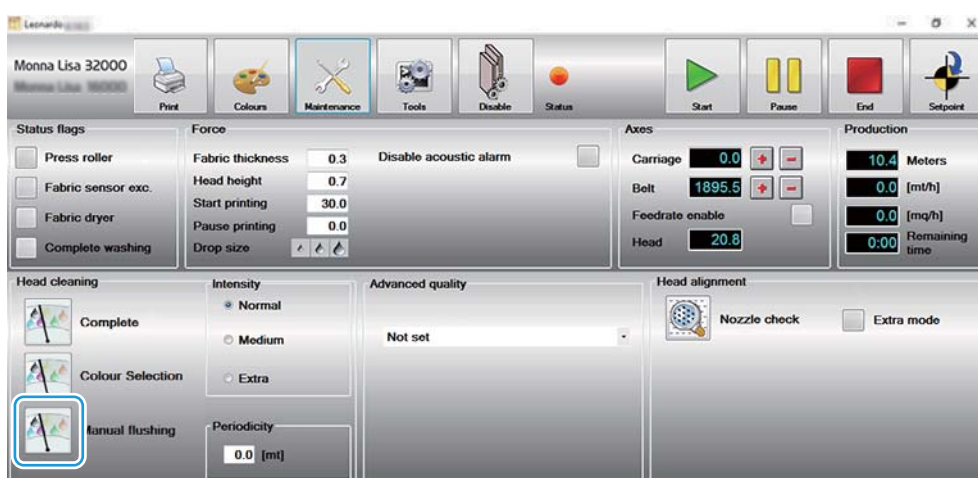 Leonardo
Monna Lisa 32000
Print
Colours
Maintenance
Tools
Disable
Status
Start
Pause
End
Setpoint
Status flags
Press roller
Fabric sensor exc.
Fabric dryer
Complete washing
Force
Fabric thickness 0.3
Head height 0.7
Start printing 30.0
Pause printing 0.0
Drop size
Disable acoustic alarm
Axes
Carriage 0.0 + -
Belt 1895.5 + -
Feedrate enable
Head 20.8
Production
10.4 Meters
0.0 [mt/h]
0.0 [mq/h]
0:00 Remaining
time
Head cleaning
Complete
Colour Selection
Manual flushing
Intensity
Normal
Medium
Extra
Periodicity
0.0 [mt]
Advanced quality
Not set
Head alignment
Nozzle check
Extra mode